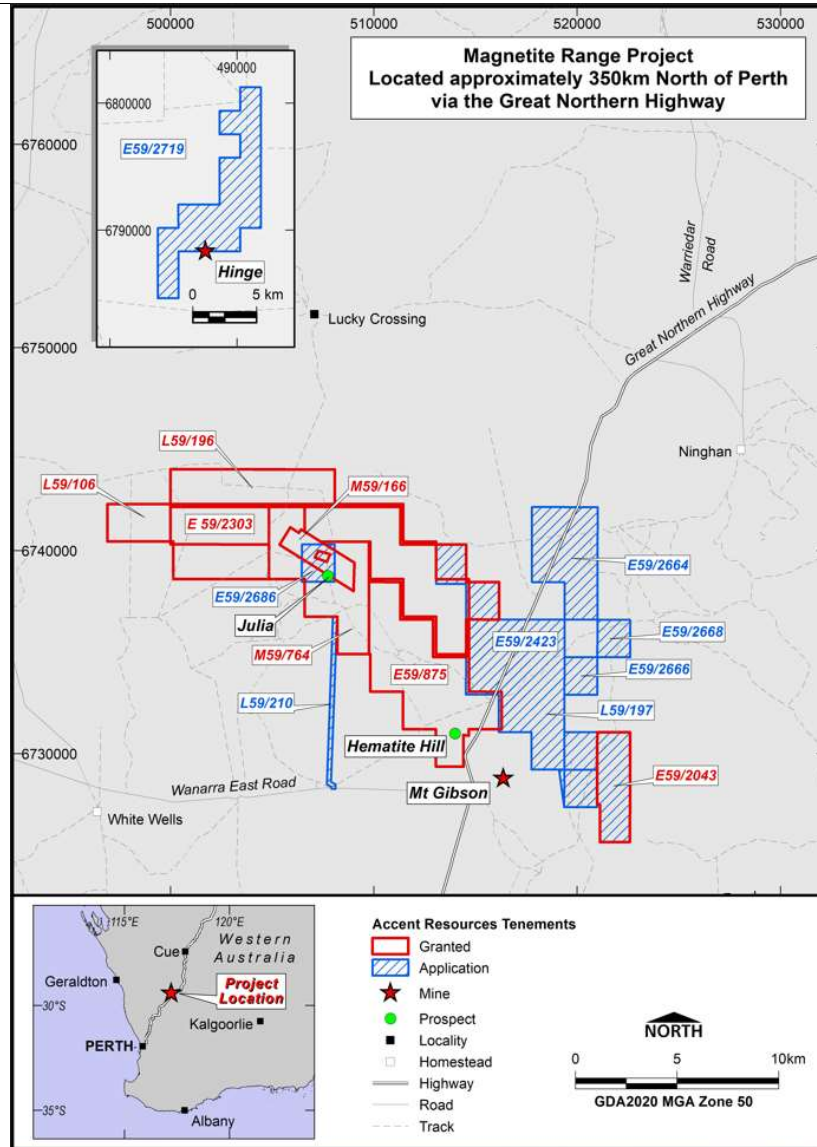 500000
510000
520000
530000
Magnetite Range Project
Located approximately 350km North of Perth
via the Great Northern Highway
490000
6800000
E59/2719
6790000
Hinge
0
5 km
6760000
Warriedar
Road
Great Northern Highway
Lucky Crossing
6750000
Ninghan
L59/196
L59/106
M59/166
E 59/2303
6740000
E59/2664
E59/2686
Julia
E59/2423
E59/2668
M59/764
E59/875
E59/2666
L59/210
L59/197
Hematite Hill
6730000
Wanarra East Road
Mt Gibson
E59/2043
White Wells
115°E
120°E
Western
Australia
Cue
Geraldton
Project
Location
30°S
Kalgoorlie
PERTH
35°S
Albany
Accent Resources Tenements
Granted
Application
Mine
Prospect
Locality
Homestead
Highway
Road
Track
NORTH
0
5
10km
GDA2020 MGA Zone 50